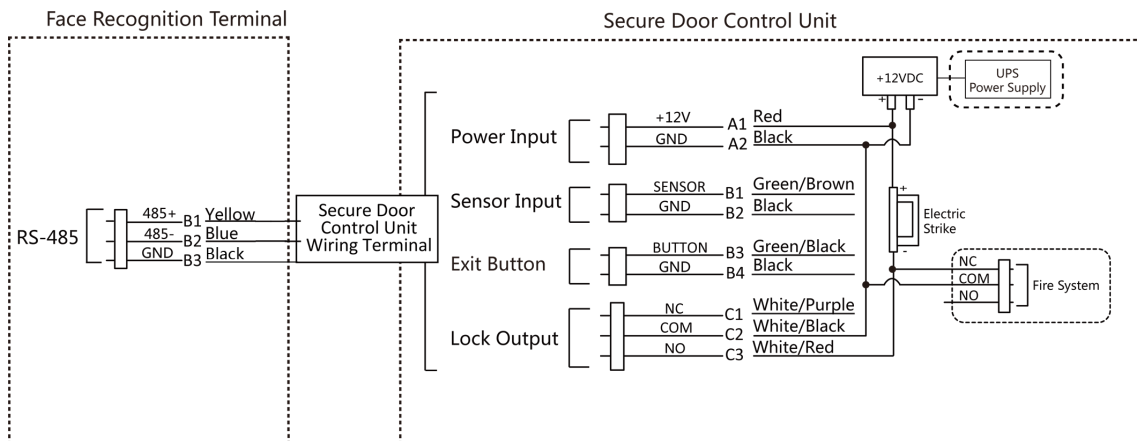 Face Recognition Terminal
Secure Door Control Unit
+12VDC
+ -
UPS
Power Supply
Power Input
+12V A1 Red
GND A2 Black
Sensor Input
SENSOR B1 Green/Brown
GND B2 Black
+
Electric
Strike
-
RS-485
485+ B1 Yellow
485- B2 Blue
GND B3 Black
Secure Door
Control Unit
Wiring Terminal
Exit Button
BUTTON B3 Green/Black
GND B4 Black
NC
COM
NO
Fire System
Lock Output
NC C1 White/Purple
COM C2 White/Black
NO C3 White/Red